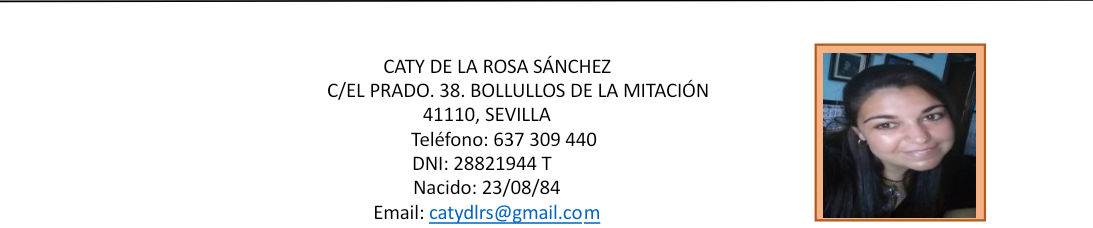 CATY DE LA ROSA SÁNCHEZ
C/EL PRADO. 38. BOLLULLOS DE LA MITACIÓN
41110, SEVILLA
Teléfono: 637 309 440
DNI: 28821944 T
Nacido: 23/08/84
Email: catydlrs@gmail.com